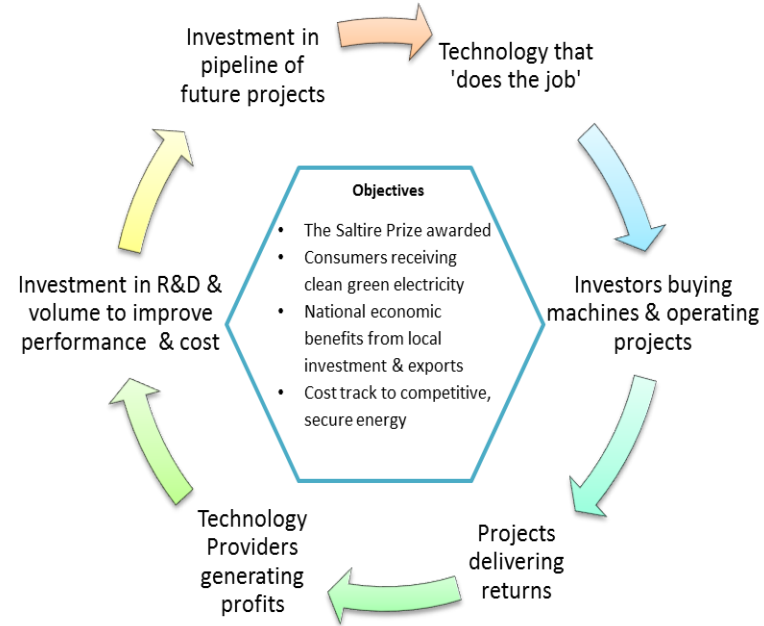 Investment in
pipeline of
future projects
Technology that
'does the job'
Investors buying
machines & operating
projects
Projects
delivering
returns
Technology
Providers
generating
profits
Investment in R&D &
volume to improve
performance & cost
Objectives
• The Saltire Prize awarded
• Consumers receiving
clean green electricity
• National economic
benefits from local
investment & exports
• Cost track to competitive,
secure energy